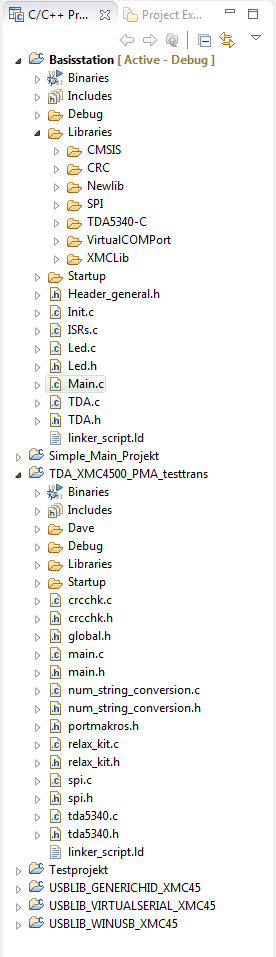 C/C++ Pr... Project Ex...
Basisstation [ Active - Debug ]
Binaries
Includes
Debug
Libraries
CMSIS
CRC
Newlib
SPI
TDA5340-C
VirtualCOMPort
XMCLib
Startup
Header_general.h
Init.c
ISRs.c
Led.c
Led.h
Main.c
TDA.c
TDA.h
linker_script.ld
Simple_Main_Projekt
TDA_XMC4500_PMA_testtrans
Binaries
Includes
Dave
Debug
Libraries
Startup
crcchk.c
crcchk.h
global.h
main.c
main.h
num_string_conversion.c
num_string_conversion.h
portmakros.h
relax_kit.c
relax_kit.h
spi.c
spi.h
tda5340.c
tda5340.h
linker_script.ld
Testprojekt
USBLIB_GENERICHID_XMC45
USBLIB_VIRTUALSERIAL_XMC45
USBLIB_WINUSB_XMC45